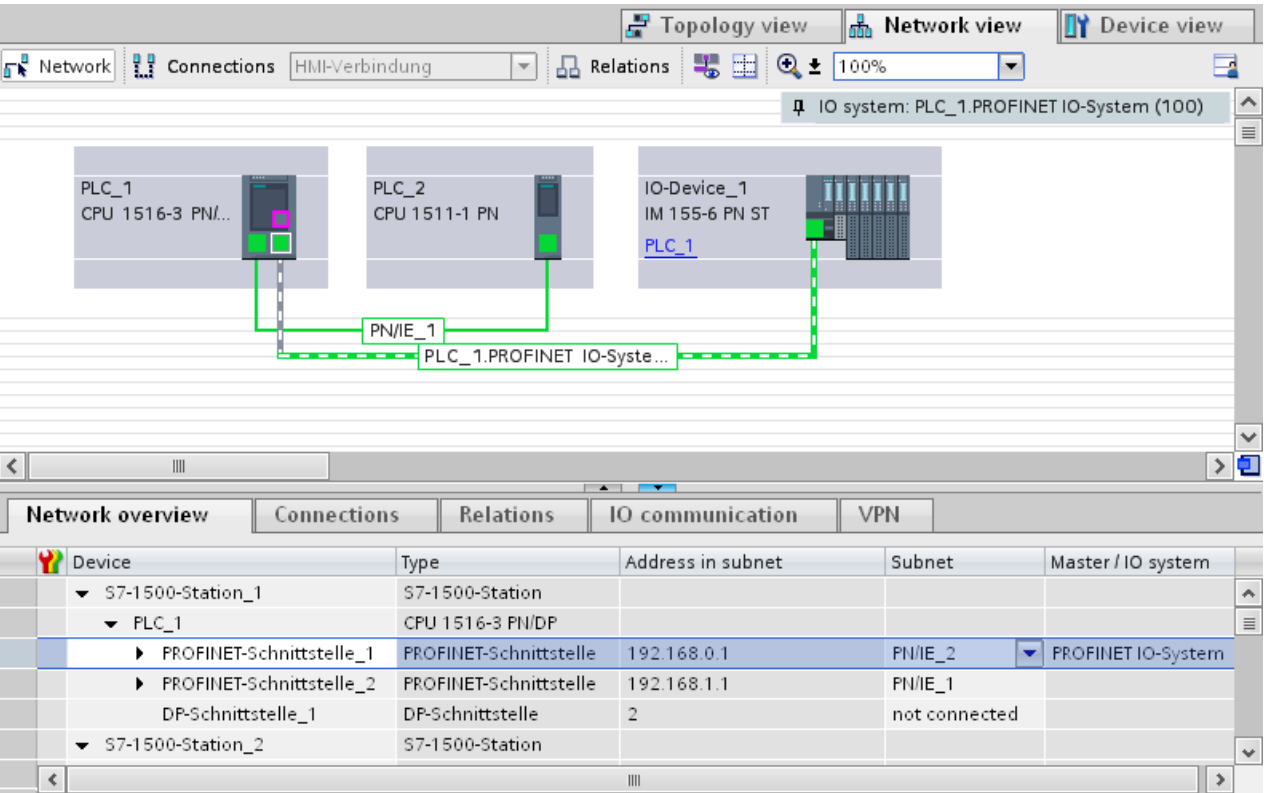 Topology view Network view Device view
Network Connections HMI-Verbindung Relations 100%
IO system: PLC_1.PROFINET IO-System (100)
PLC_1
CPU 1516-3 PN/...
PLC_2
CPU 1511-1 PN
IO-Device_1
IM 155-6 PN ST
PLC_1
PN/IE_1
PLC_1.PROFINET IO-Syste...
Network overview Connections Relations IO communication VPN
Device Type Address in subnet Subnet Master / IO system
S7-1500-Station_1 S7-1500-Station
PLC_1 CPU 1516-3 PN/DP
PROFINET-Schnittstelle_1 PROFINET-Schnittstelle 192.168.0.1 PN/IE_2 PROFINET IO-System
PROFINET-Schnittstelle_2 PROFINET-Schnittstelle 192.168.1.1 PN/IE_1
DP-Schnittstelle_1 DP-Schnittstelle 2 not connected
S7-1500-Station_2 S7-1500-Station